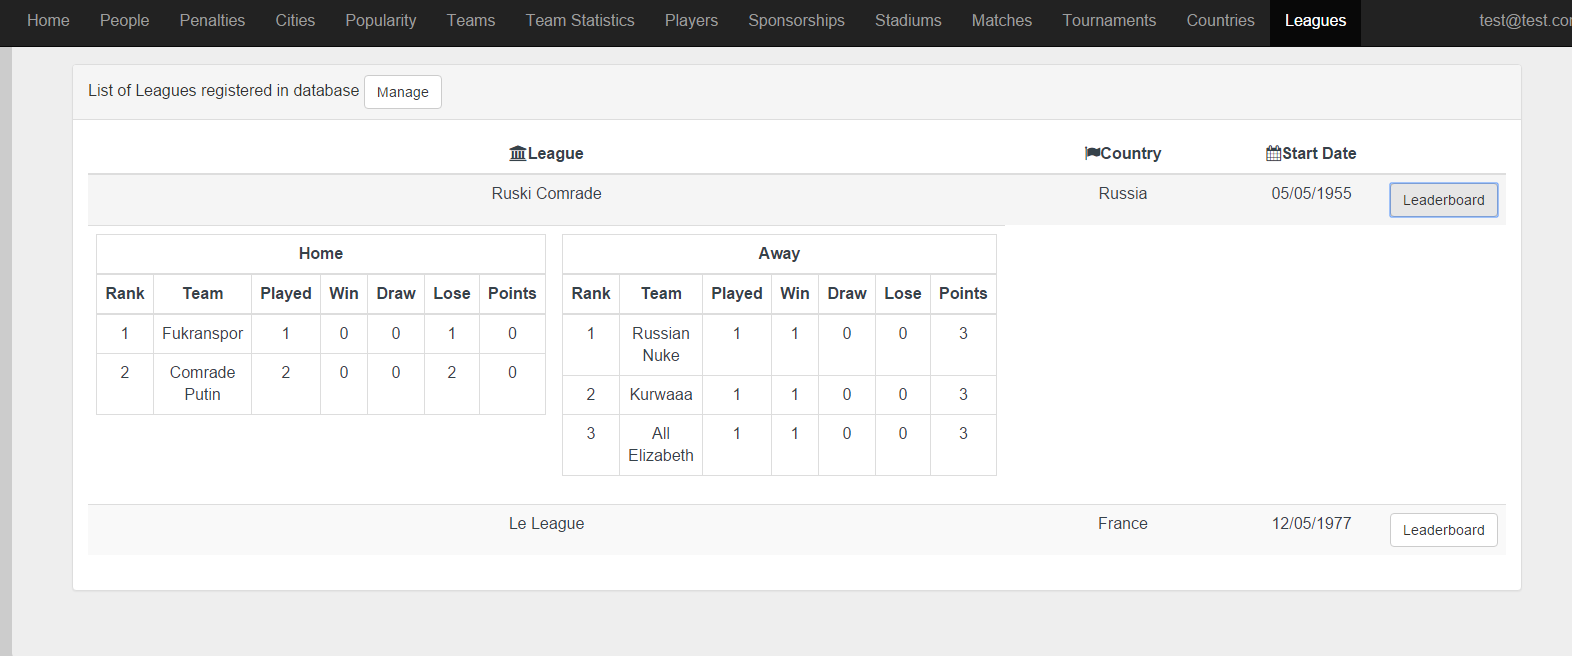 Home People Penalties Cities Popularity Teams Team Statistics Players Sponsorships Stadiums Matches Tournaments Countries Leagues test@test.con
List of Leagues registered in database Manage
League Country Start Date
Ruski Comrade Russia 05/05/1955 Leaderboard
Home
Rank Team Played Win Draw Lose Points
1 Fukranspor 1 0 0 1 0
2 Comrade Putin 2 0 0 2 0
Away
Rank Team Played Win Draw Lose Points
1 Russian Nuke 1 1 0 0 3
2 Kurwaaa 1 1 0 0 3
3 All Elizabeth 1 1 0 0 3
Le League France 12/05/1977 Leaderboard